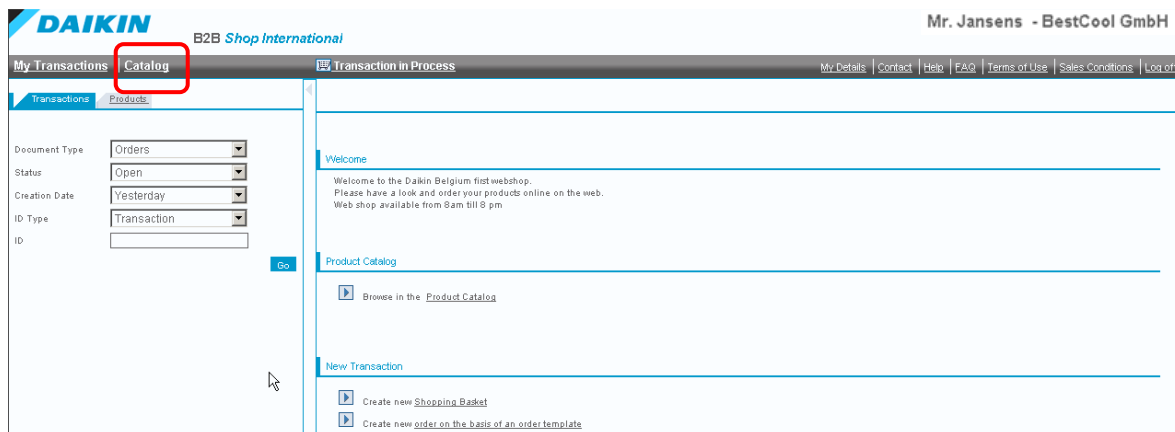 DAIKIN
B2B Shop International
Mr. Jansens - BestCool GmbH
My Transactions Catalog
Transaction in Process
My Details Contact Help FAQ Terms of Use Sales Conditions Log off
Transactions Products
Document Type Orders
Status Open
Creation Date Yesterday
ID Type Transaction
ID
Go
Welcome
Welcome to the Daikin Belgium first webshop.
Please have a look and order your products online on the web.
Web shop available from 8am till 8 pm
Product Catalog
Browse in the Product Catalog
New Transaction
Create new Shopping Basket
Create new order on the basis of an order template